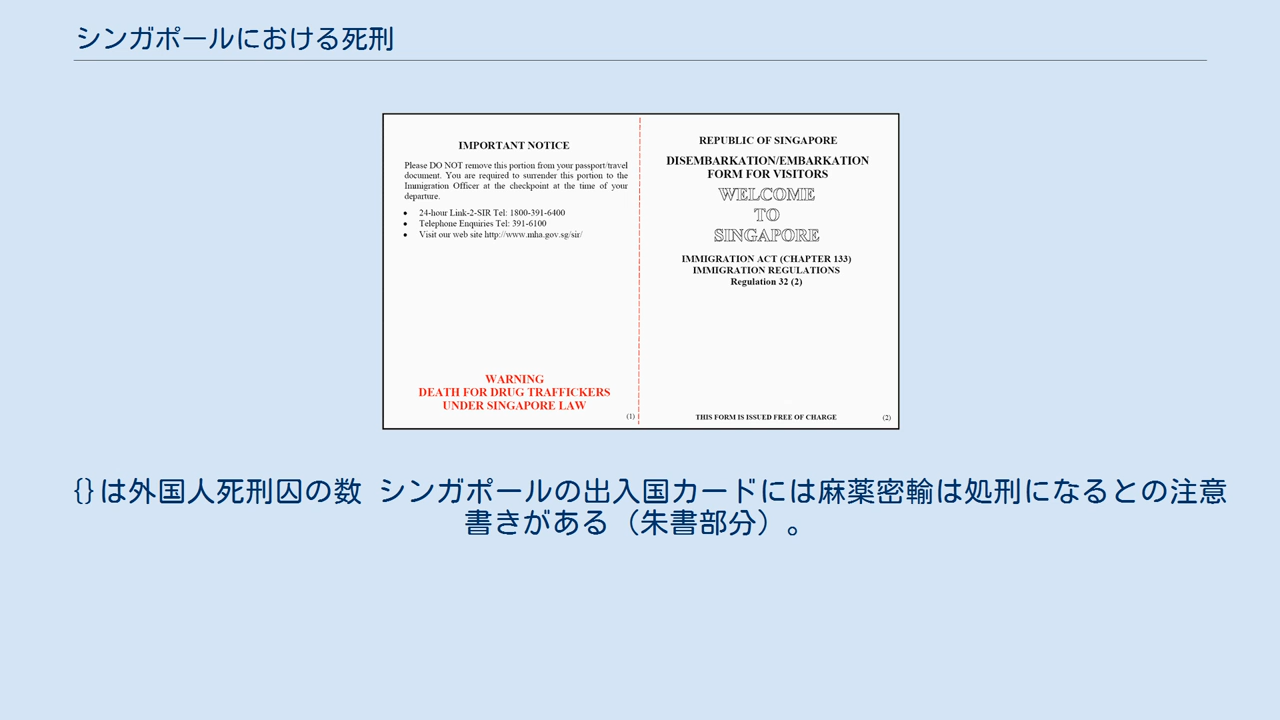 シンガポールにおける死刑
IMPORTANT NOTICE
Please DO NOT remove this portion from your passport/travel
document. You are required to surrender this portion to the
Immigration Officer at the checkpoint at the time of your
departure.
• 24-hour Link-2-SIR Tel: 1800-391-6400
• Telephone Enquiries Tel: 391-6100
• Visit our web site http://www.mha.gov.sg/sir/
WARNING
DEATH FOR DRUG TRAFFICKERS
UNDER SINGAPORE LAW
(1)
REPUBLIC OF SINGAPORE
DISEMBARKATION/EMBARKATION
FORM FOR VISITORS
WELCOME
TO
SINGAPORE
IMMIGRATION ACT (CHAPTER 133)
IMMIGRATION REGULATIONS
Regulation 32 (2)
THIS FORM IS ISSUED FREE OF CHARGE
(2)
{}は外国人死刑囚の数 シンガポールの出入国カードには麻薬密輸は処刑になるとの注意
書きがある（朱書部分）。